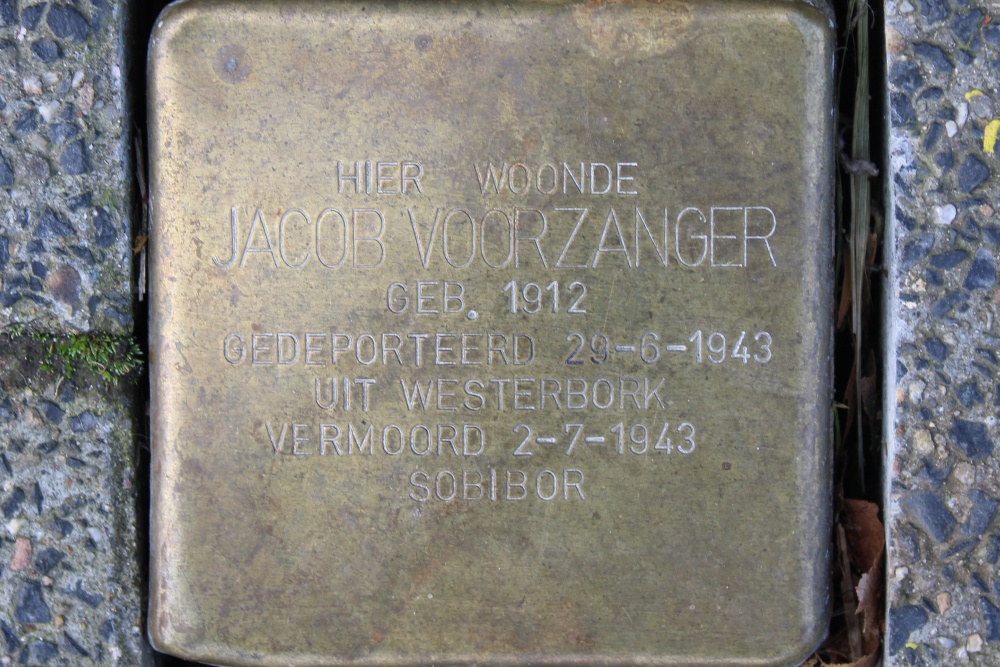 HIER WOONDE
JACOB VOORZANGER
GEB. 1912
GEDEPORTEERD 29-6-1943
UIT WESTERBORK
VERMOORD 2-7-1943
SOBIBOR